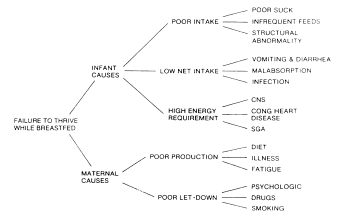 POOR SUCK
POOR INTAKE
INFREQUENT FEEDS
STRUCTURAL
ABNORMALITY
INFANT
CAUSES
VOMITING & DIARRHEA
LOW NET INTAKE
MALABSORPTION
INFECTION
CNS
HIGH ENERGY
REQUIREMENT
CONG HEART
DISEASE
SGA
FAILURE TO THRIVE
WHILE BREASTFED
DIET
POOR PRODUCTION
ILLNESS
FATIGUE
MATERNAL
CAUSES
PSYCHOLOGIC
POOR LET-DOWN
DRUGS
SMOKING